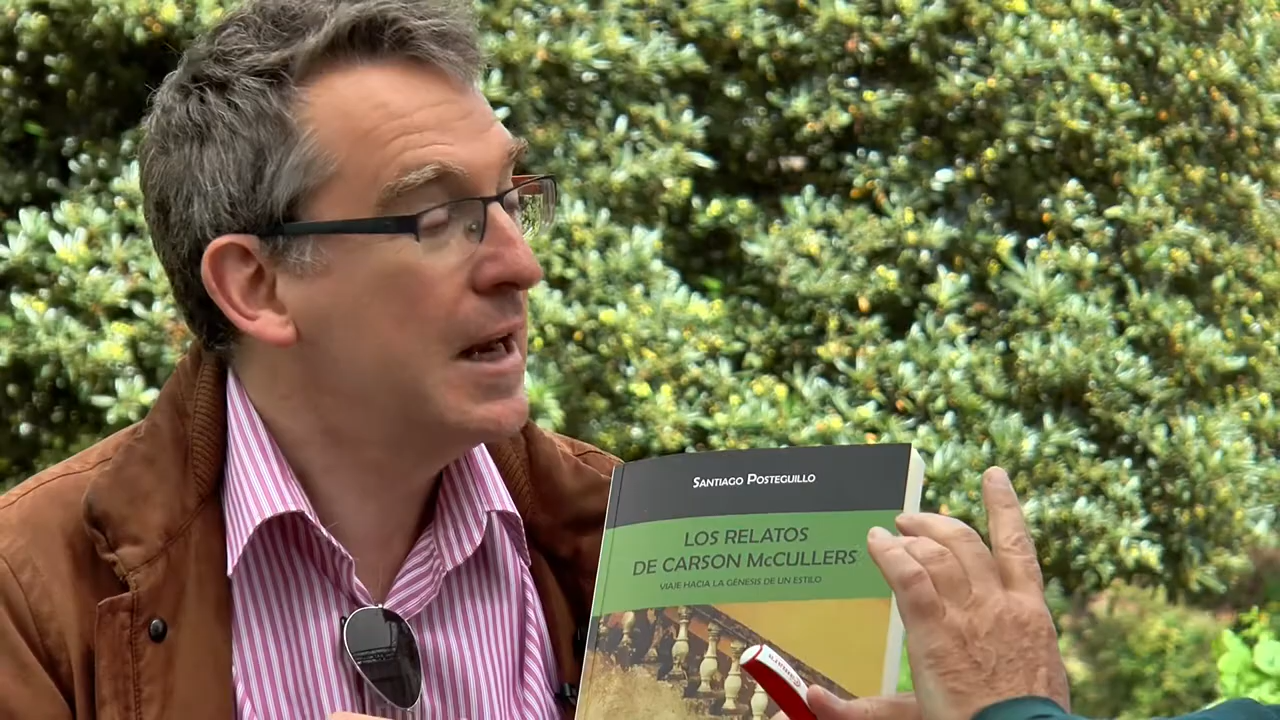 SANTIAGO POSTEGUILLO
LOS RELATOS
DE CARSON McCULLERS
VIAJE HACIA LA GÉNESIS DE UN ESTILO